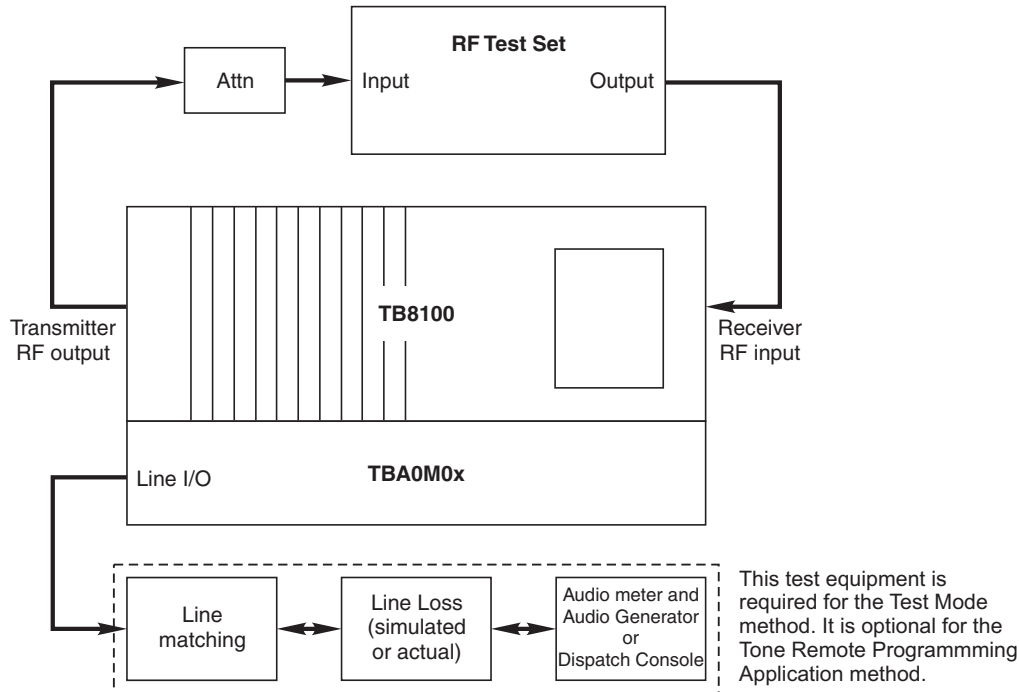 RF Test Set
Attn
Input
Output
TB8100
Transmitter
RF output
Receiver
RF input
Line I/O
TBA0M0x
Line
matching
Line Loss
(simulated
or actual)
Audio meter and
Audio Generator
or
Dispatch Console
This test equipment is
required for the Test Mode
method. It is optional for the
Tone Remote Programmming
Application method.